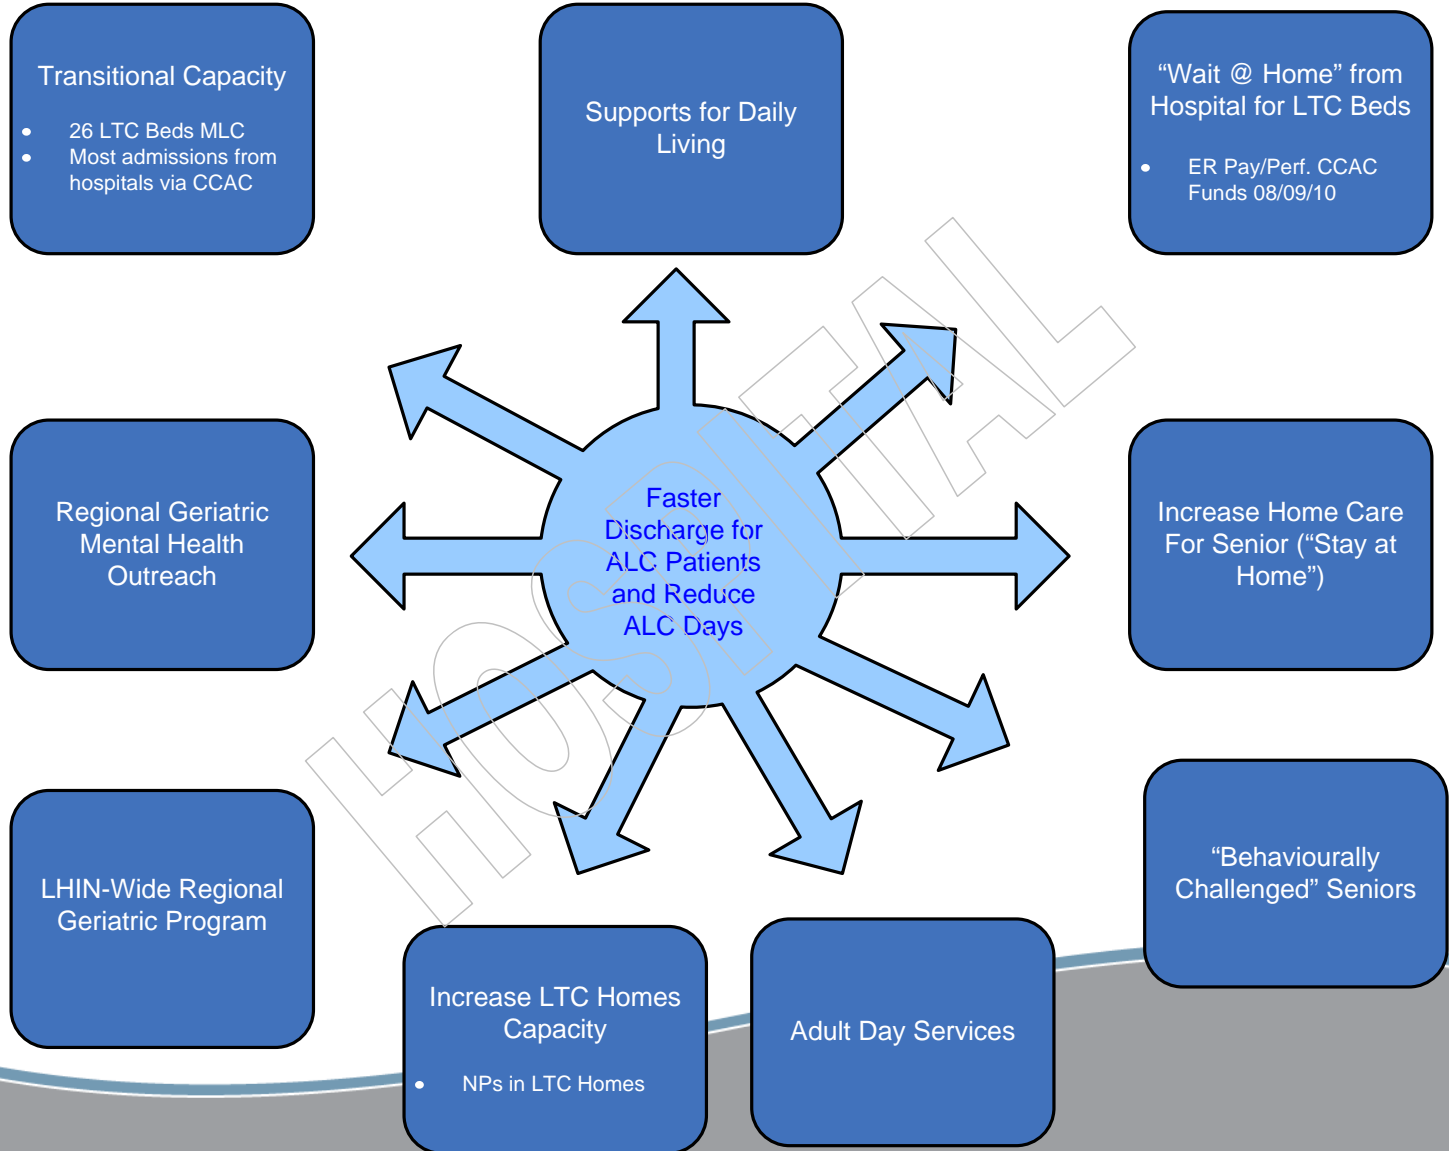 Transitional Capacity
• 26 LTC Beds MLC
• Most admissions from
hospitals via CCAC
Supports for Daily
Living
“Wait @ Home” from
Hospital for LTC Beds
• ER Pay/Perf. CCAC
Funds 08/09/10
Regional Geriatric
Mental Health
Outreach
Faster
Discharge for
ALC Patients
and Reduce
ALC Days
HOSPITAL
Increase Home Care
For Senior (“Stay at
Home”)
LHIN-Wide Regional
Geriatric Program
“Behaviourally
Challenged” Seniors
Increase LTC Homes
Capacity
• NPs in LTC Homes
Adult Day Services